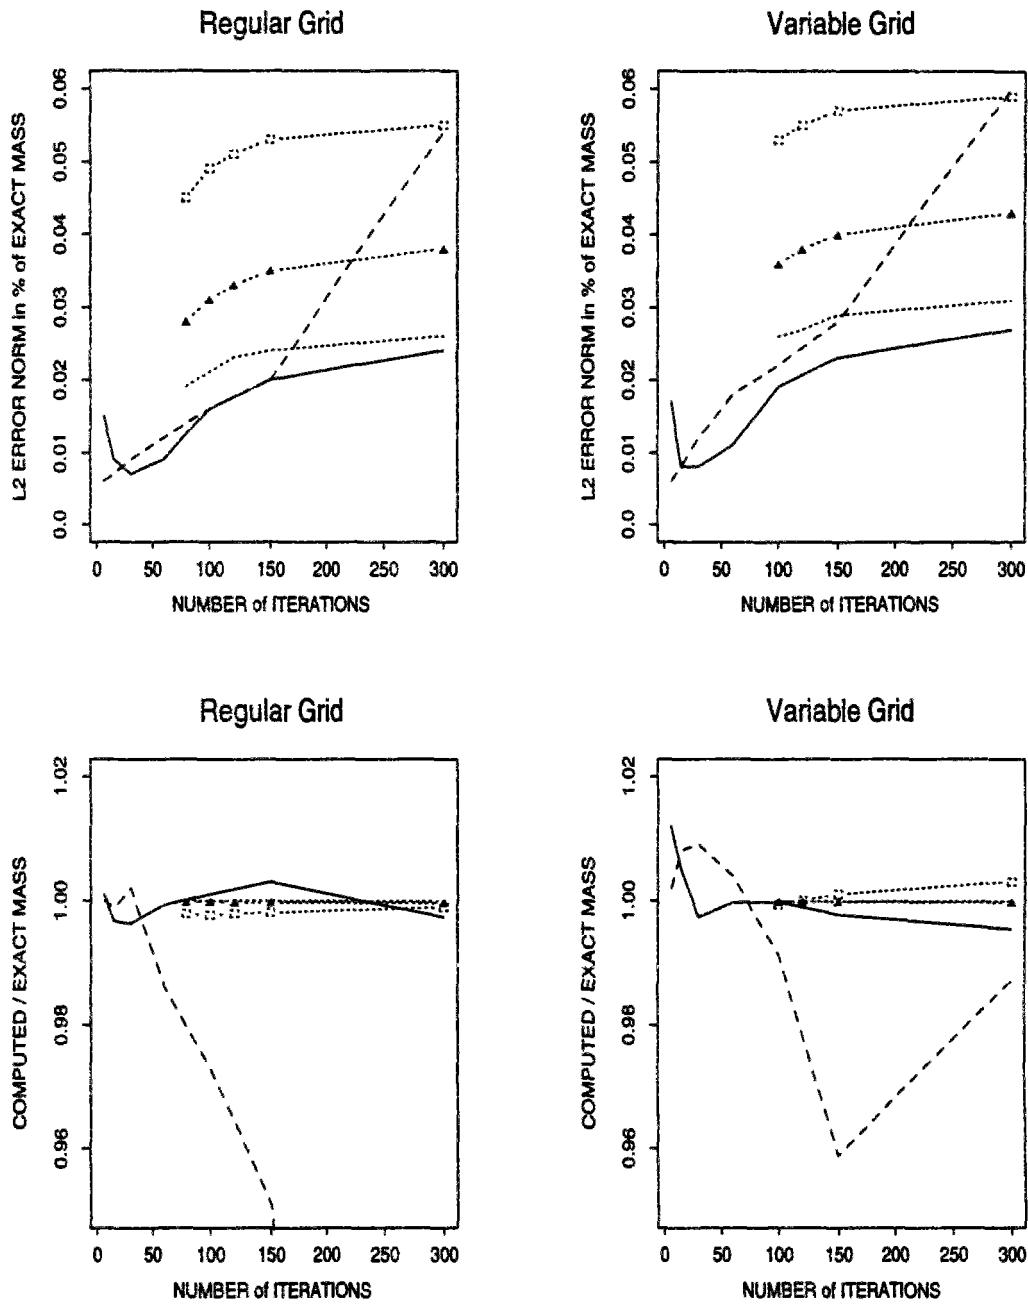 Regular Grid
L2 ERROR NORM in % of EXACT MASS
0.06
0.05
0.04
0.03
0.02
0.01
0.0
0 50 100 150 200 250 300
NUMBER of ITERATIONS
Variable Grid
L2 ERROR NORM in % of EXACT MASS
0.06
0.05
0.04
0.03
0.02
0.01
0.0
0 50 100 150 200 250 300
NUMBER of ITERATIONS
Regular Grid
COMPUTED / EXACT MASS
1.02
1.00
0.98
0.96
0 50 100 150 200 250 300
NUMBER of ITERATIONS
Variable Grid
COMPUTED / EXACT MASS
1.02
1.00
0.98
0.96
0 50 100 150 200 250 300
NUMBER of ITERATIONS